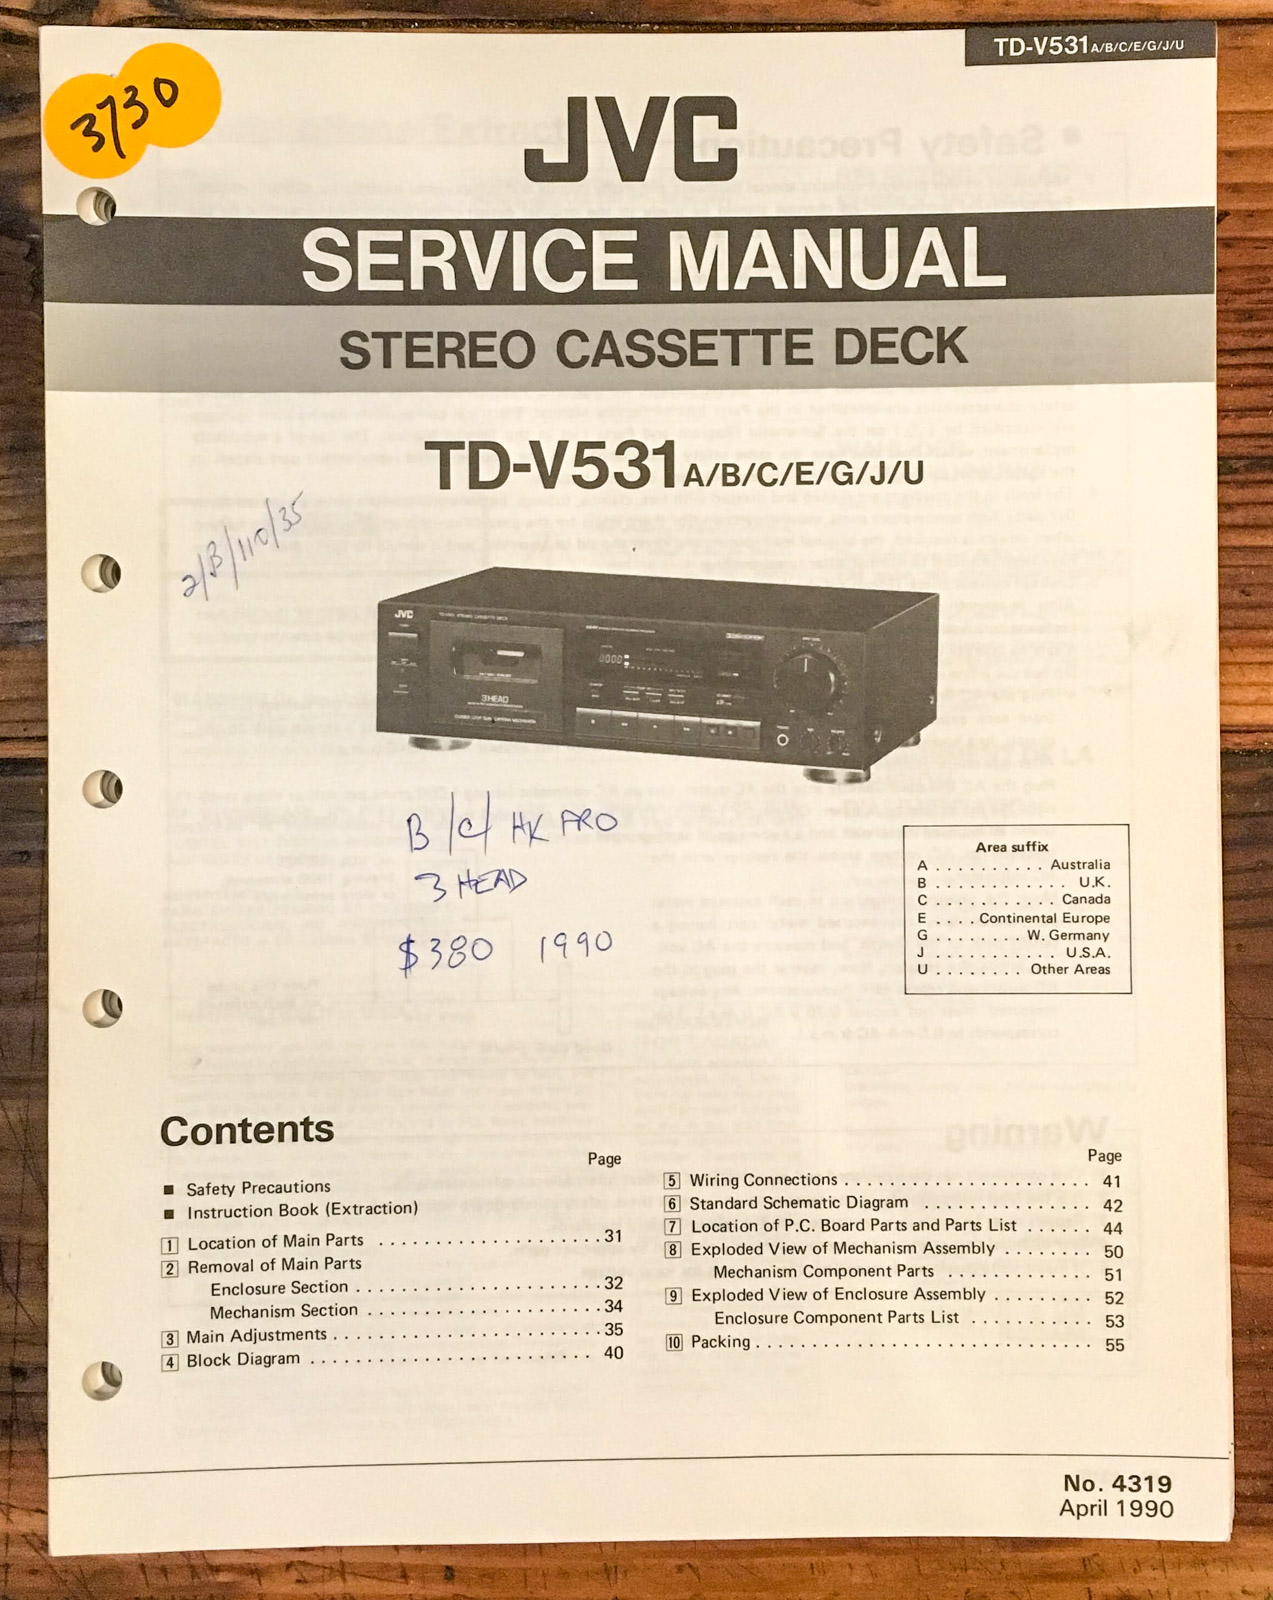 TD-V531 A/B/C/E/G/J/U
3730
JVC
SERVICE MANUAL
STEREO CASSETTE DECK
TD-V531 A/B/C/E/G/J/U
2/B/110/35
JVC
3 HEAD
B/C/ HX PRO
3 HEAD
$380 1990
Area suffix
A . . . . . . . . . . Australia
B . . . . . . . . . . . . U.K.
C . . . . . . . . . . . Canada
E . . . . Continental Europe
G . . . . . . . . W. Germany
J . . . . . . . . . . . U.S.A.
U . . . . . . . . Other Areas
Contents
Page
■ Safety Precautions
■ Instruction Book (Extraction)
1 Location of Main Parts . . . . . . . . . . . . . . . . . . . . 31
2 Removal of Main Parts
Enclosure Section . . . . . . . . . . . . . . . . . . . . . . 32
Mechanism Section . . . . . . . . . . . . . . . . . . . . . 34
3 Main Adjustments . . . . . . . . . . . . . . . . . . . . . . . . 35
4 Block Diagram . . . . . . . . . . . . . . . . . . . . . . . . . 40
Page
5 Wiring Connections . . . . . . . . . . . . . . . . . . . . . . 41
6 Standard Schematic Diagram . . . . . . . . . . . . . . . 42
7 Location of P.C. Board Parts and Parts List . . . . . . 44
8 Exploded View of Mechanism Assembly . . . . . . . . 50
Mechanism Component Parts . . . . . . . . . . . . . 51
9 Exploded View of Enclosure Assembly . . . . . . . . . 52
Enclosure Component Parts List . . . . . . . . . . . 53
10 Packing . . . . . . . . . . . . . . . . . . . . . . . . . . . . . . 55
No. 4319
April 1990